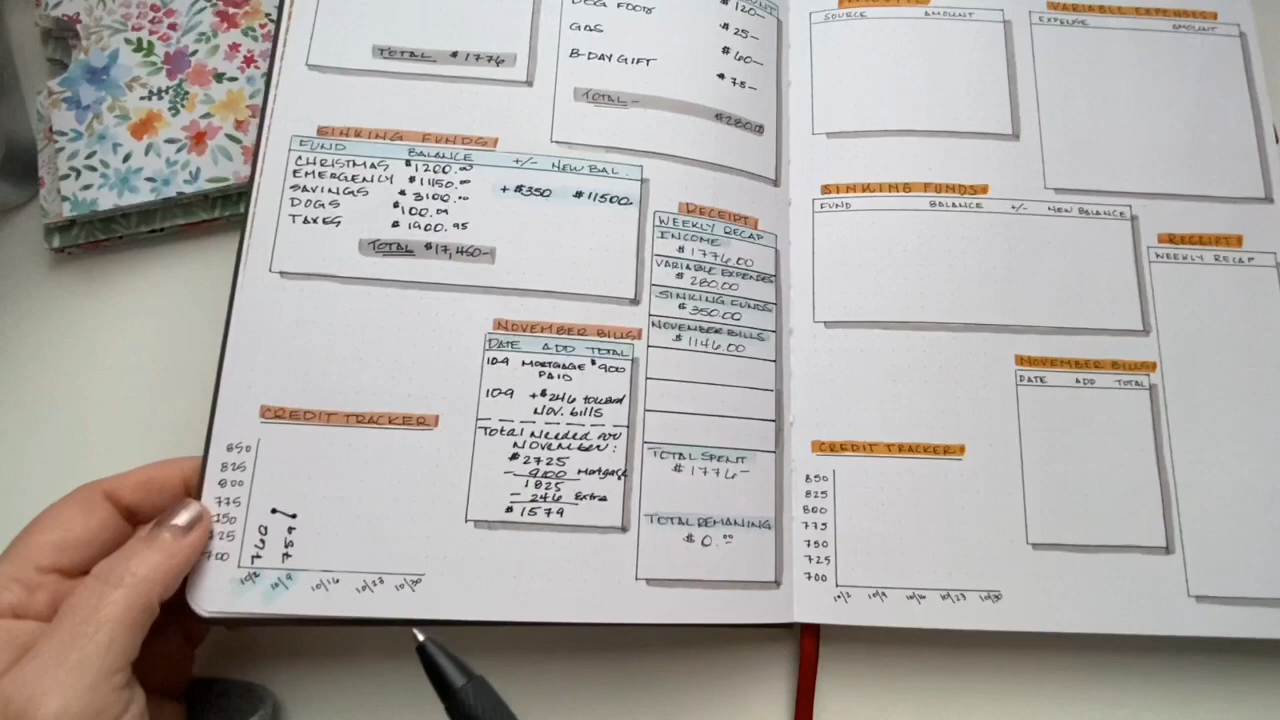 TOTAL $1776
DOG FOOD $120-
GAS $25-
$60-
B-DAY GIFT $75-
TOTAL -
$280.00
SINKING FUNDS
FUND BALANCE +/- NEW BAL.
CHRISTMAS $1200.00
EMERGENCY $11150.00 +$350 $11500.
SAVINGS $3100.00
DOGS $100.00
TAXES $1900.95
TOTAL $17,450-
RECEIPT
WEEKLY RECAP
INCOME
$1776.00
VARIABLE EXPENSES
$280.00
SINKING FUNDS
$350.00
NOVEMBER BILLS
$1146.00
TOTAL SPENT
$1776-
TOTAL REMANING
$0.00
NOVEMBER BILLS
DATE ADD TOTAL
10-9 MORTGAGE $900
PAID
10-9 +$246 toward
NOV. bills
Total Needed for
NOVEMBER:
$2725
- 900 Mortgage
1825
- 246 Extra
$1579
CREDIT TRACKER
850
825
800
775
750
725
700
760
759
10/2 10/9 10/16 10/23 10/30
SOURCE AMOUNT
VARIABLE EXPENSES
EXPENSE AMOUNT
SINKING FUNDS
FUND BALANCE +/- NEW BALANCE
RECEIPT
WEEKLY RECAP
NOVEMBER BILLS
DATE ADD TOTAL
CREDIT TRACKER
850
825
800
775
750
725
700
10/2 10/9 10/16 10/23 10/30